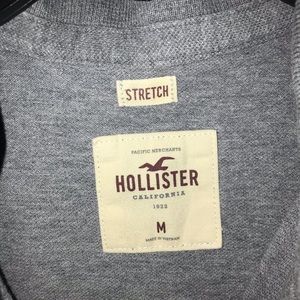 STRETCH
PACIFIC MERCHANTS
HOLLISTER
CALIFORNIA
1922
M
MADE IN VIETNAM